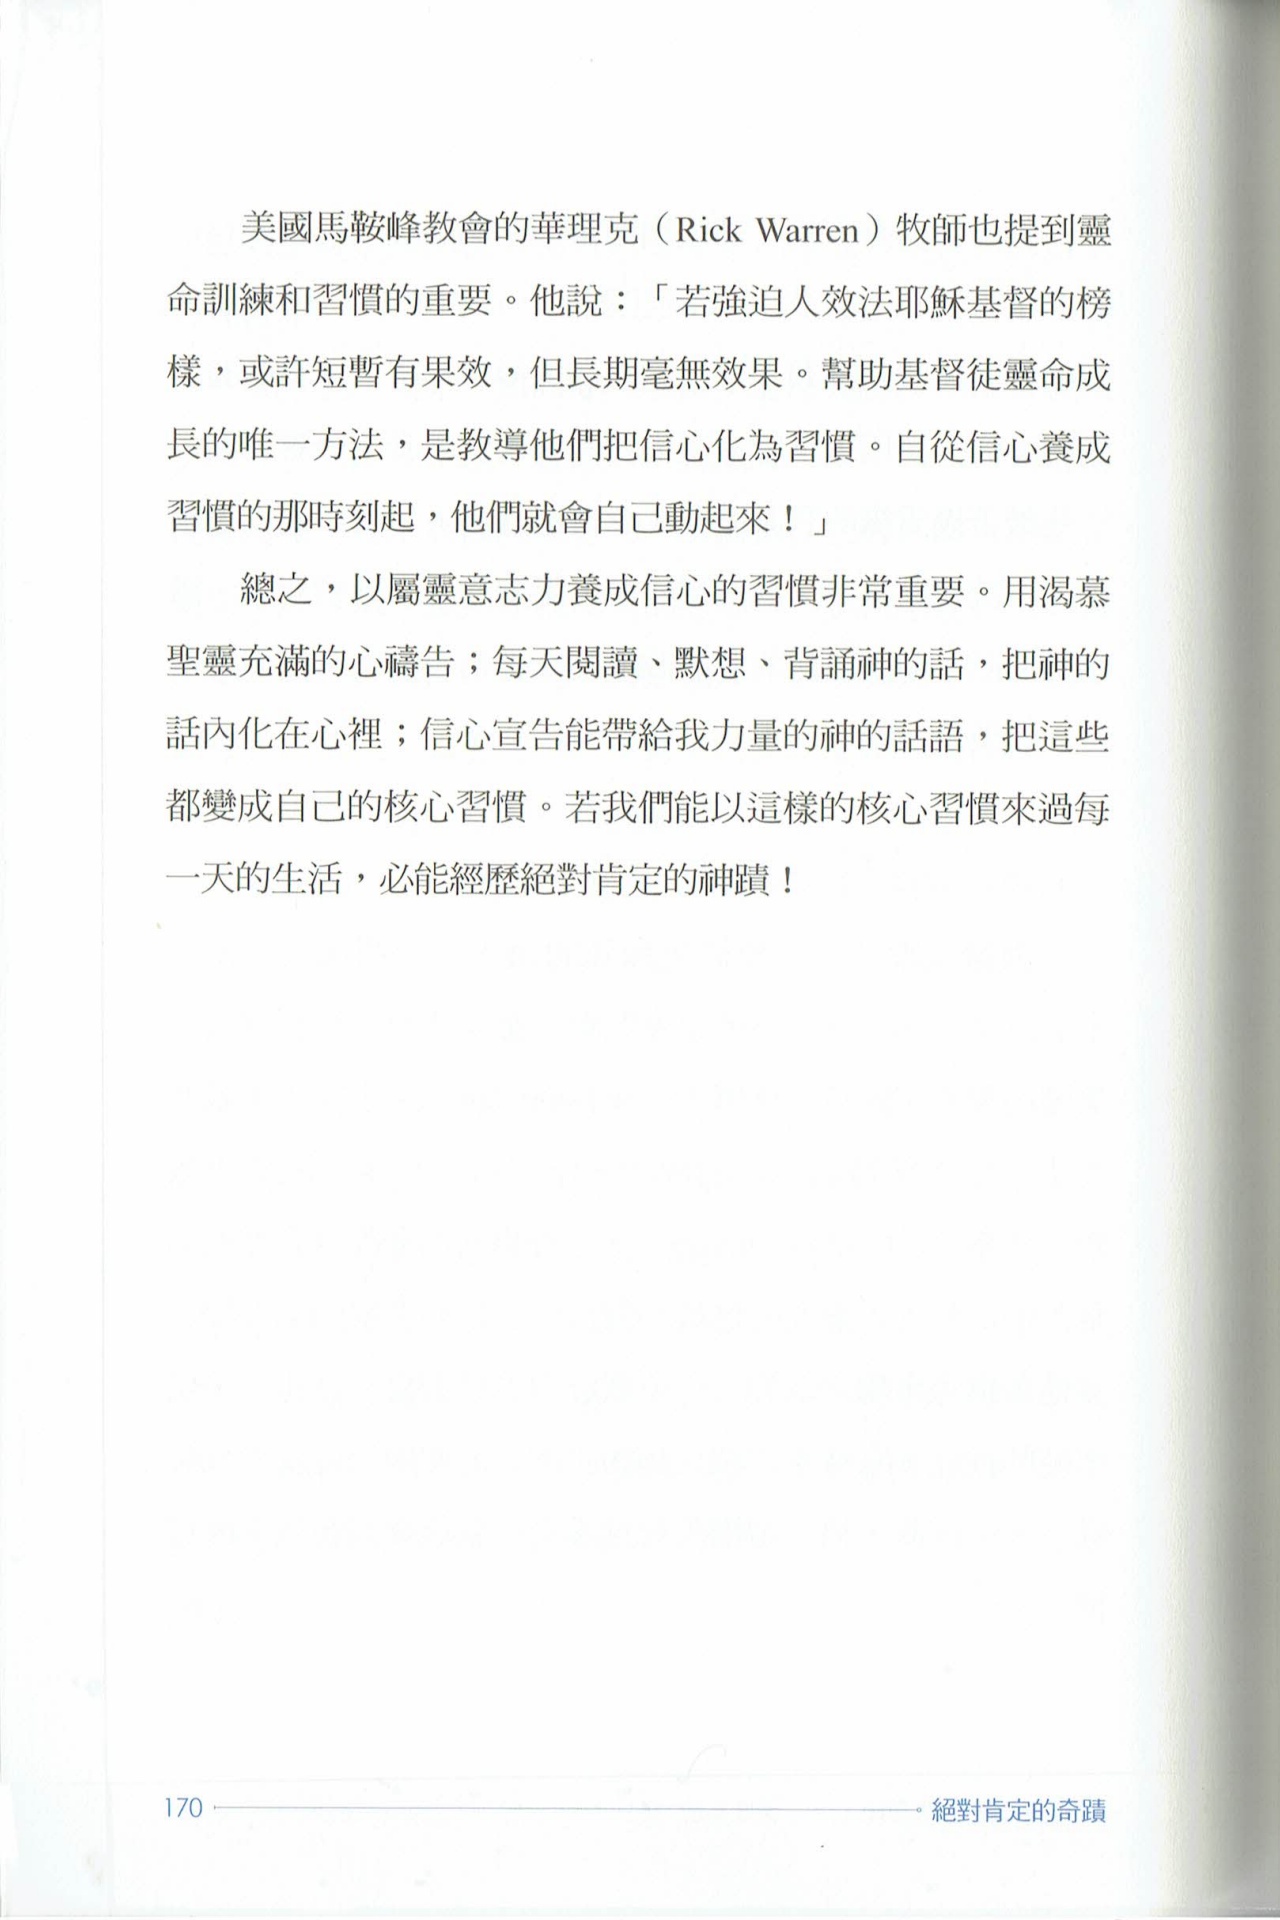 美國馬鞍峰教會的華理克（Rick Warren）牧師也提到靈
命訓練和習慣的重要。他說：「若強迫人效法耶穌基督的榜
樣，或許短暫有果效，但長期毫無效果。幫助基督徒靈命成
長的唯一方法，是教導他們把信心化為習慣。自從信心養成
習慣的那時刻起，他們就會自己動起來！」
總之，以屬靈意志力養成信心的習慣非常重要。用渴慕
聖靈充滿的心禱告；每天閱讀、默想、背誦神的話，把神的
話內化在心裡；信心宣告能帶給我力量的神的話語，把這些
都變成自己的核心習慣。若我們能以這樣的核心習慣來過每
一天的生活，必能經歷絕對肯定的神蹟！
170 絕對肯定的奇蹟